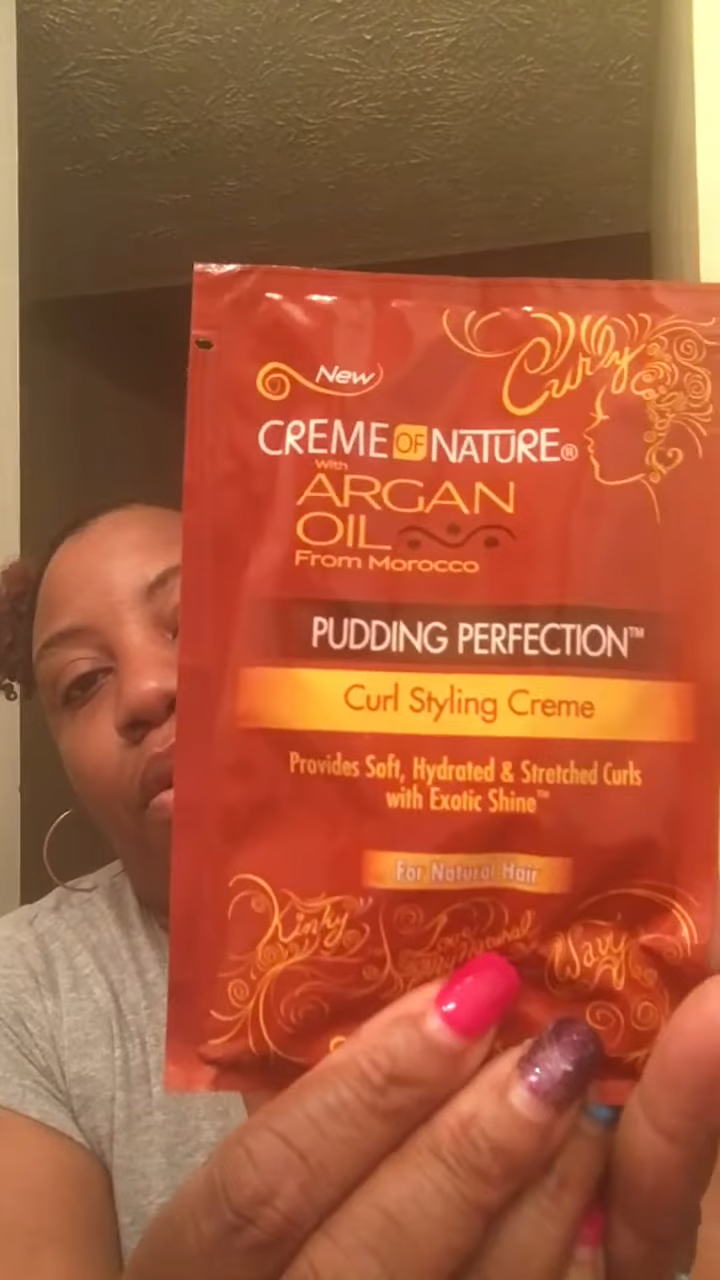 New
Curly
CREME OF NATURE®
With
ARGAN
OIL
From Morocco
PUDDING PERFECTION™
Curl Styling Creme
Provides Soft, Hydrated & Stretched Curls
with Exotic Shine™
For Natural Hair
Kinky
Wavy